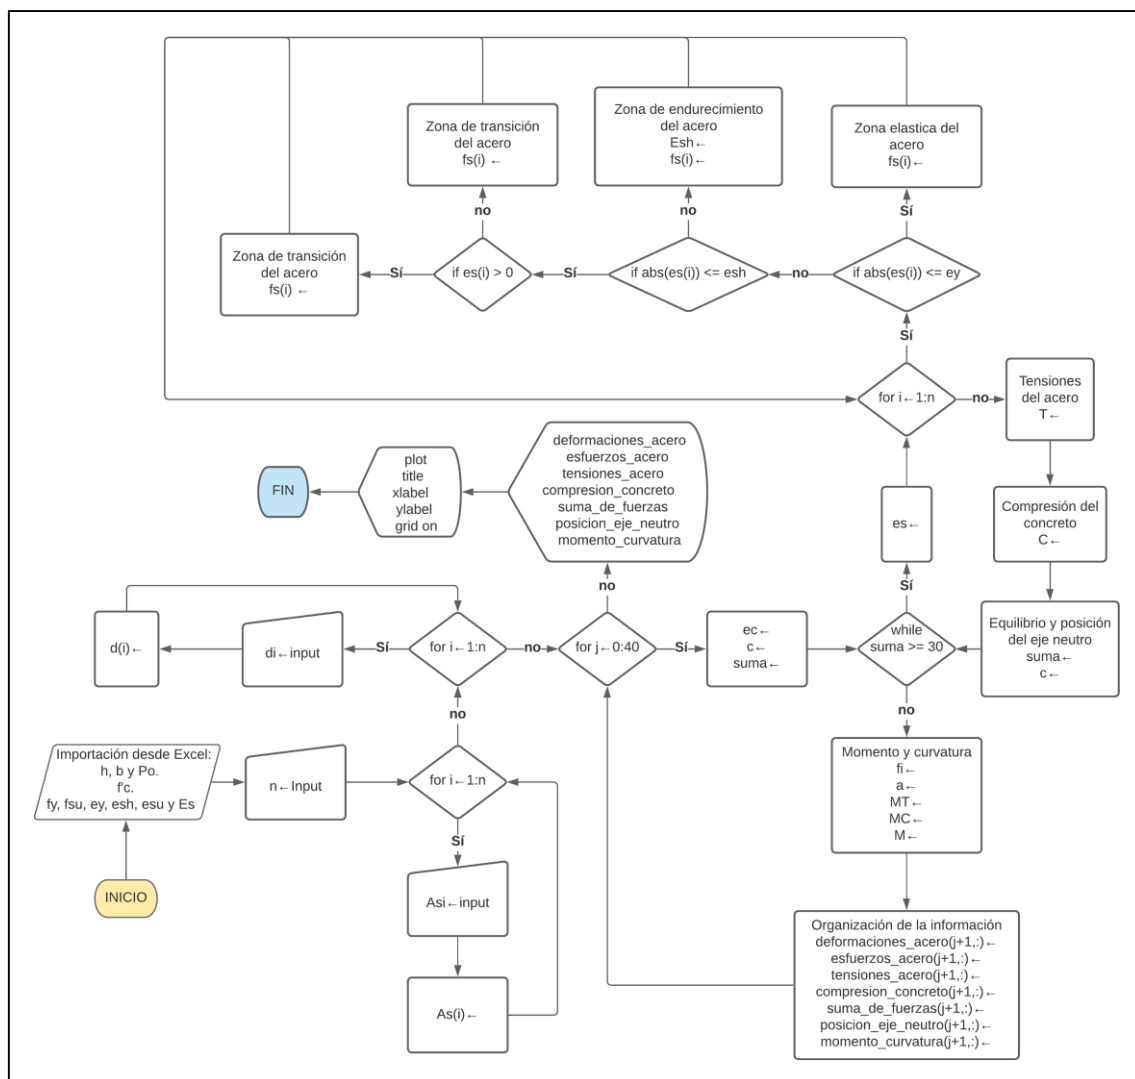 Zona de transición
del acero
fs(i) ←
Zona de endurecimiento
del acero
Esh←
fs(i)←
Zona elastica del
acero
fs(i)←
no
no
Sí
Zona de transición
del acero
fs(i) ←
Sí
if es(i) > 0
Sí
if abs(es(i)) <= esh
no
if abs(es(i)) <= ey
Sí
for i←1:n
no
Tensiones
del acero
T←
deformaciones_acero
esfuerzos_acero
tensiones_acero
compresion_concreto
suma_de_fuerzas
posicion_eje_neutro
momento_curvatura
plot
title
xlabel
ylabel
grid on
FIN
es←
Compresión del
concreto
C←
no
Sí
d(i)←
di←input
Sí
for i←1:n
no
for j←0:40
Sí
ec←
c←
suma←
while
suma >= 30
Equilibrio y posición
del eje neutro
suma←
c←
no
no
Importación desde Excel:
h, b y Po.
f'c.
fy, fsu, ey, esh, esu y Es
n←Input
for i←1:n
Momento y curvatura
fi←
a←
MT←
MC←
M←
Sí
INICIO
Asi←input
As(i)←
Organización de la información
deformaciones_acero(j+1,:)←
esfuerzos_acero(j+1,:)←
tensiones_acero(j+1,:)←
compresion_concreto(j+1,:)←
suma_de_fuerzas(j+1,:)←
posicion_eje_neutro(j+1,:)←
momento_curvatura(j+1,:)←